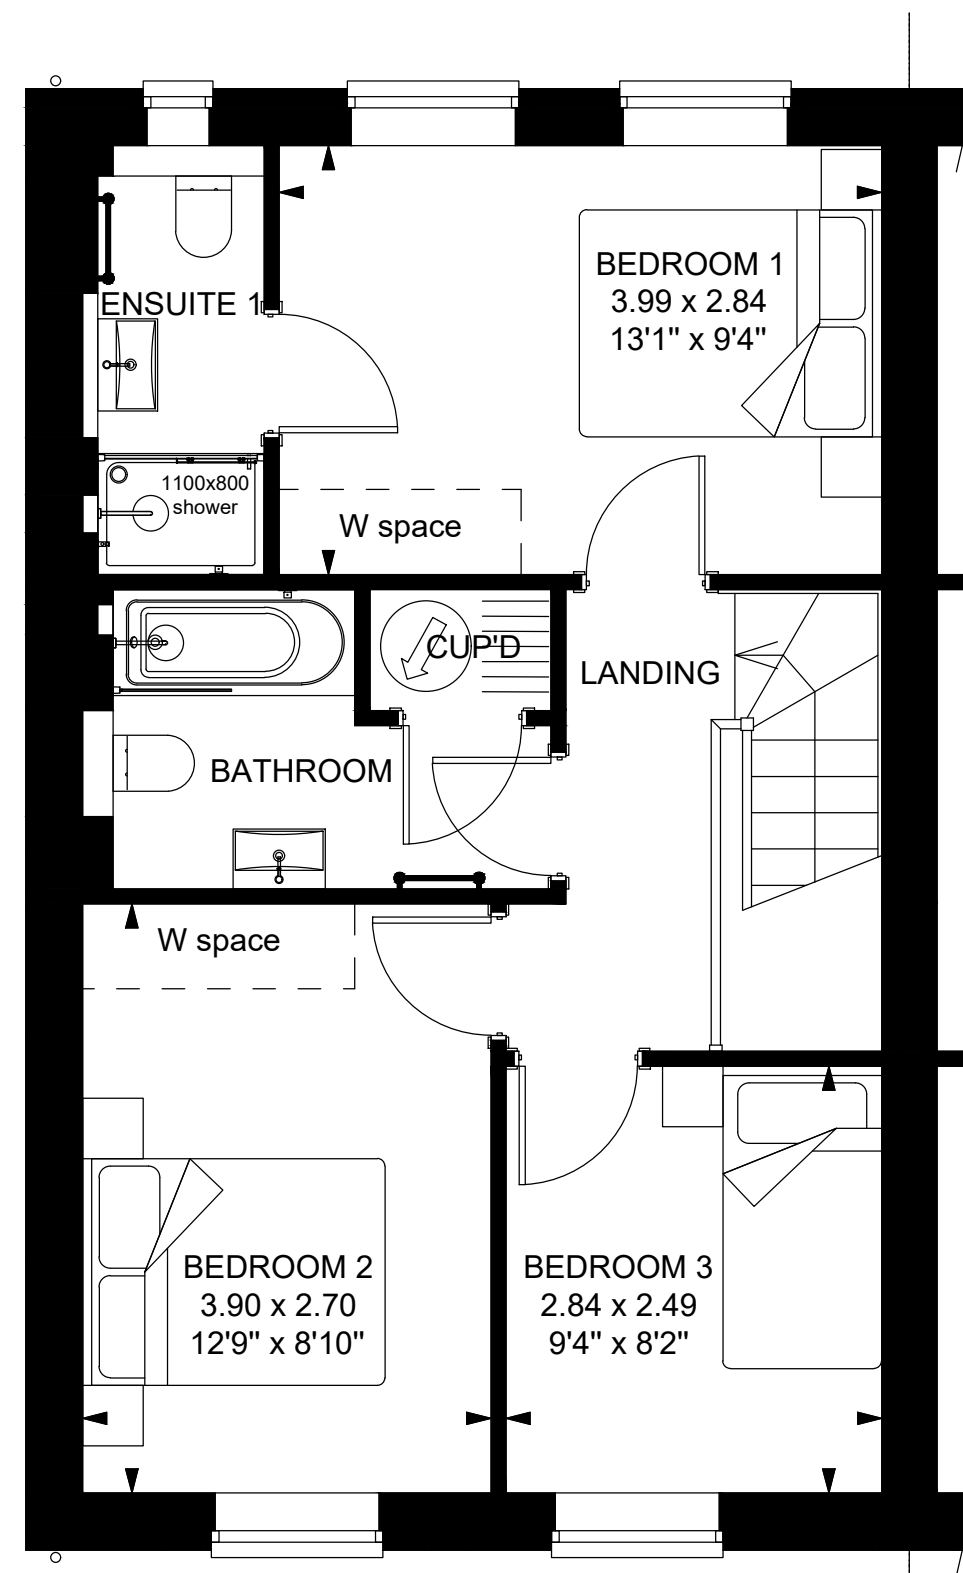 BEDROOM 1
3.99 x 2.84
13'1" x 9'4"
ENSUITE 1
1100x800
shower
W space
CUP'D
LANDING
BATHROOM
W space
BEDROOM 2
3.90 x 2.70
12'9" x 8'10"
BEDROOM 3
2.84 x 2.49
9'4" x 8'2"